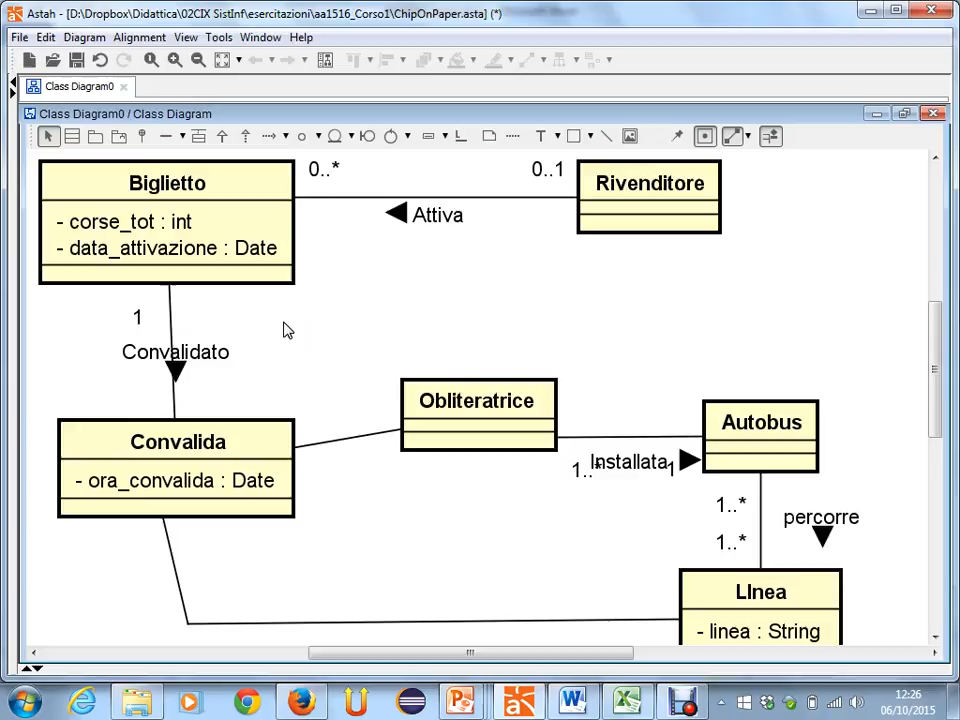 Astah - [D:\Dropbox\Didattica\02CIX SistInf\esercitazioni\aa1516_Corso1\ChipOnPaper.asta] (*)
File Edit Diagram Alignment View Tools Window Help
Class Diagram0
Class Diagram0 / Class Diagram
Biglietto
- corse_tot : int
- data_attivazione : Date
0..*
0..1
Attiva
Rivenditore
1
Convalidato
Obliteratrice
Autobus
Convalida
- ora_convalida : Date
1..*
Installata
1
1..*
percorre
1..*
LInea
- linea : String
12:26
06/10/2015